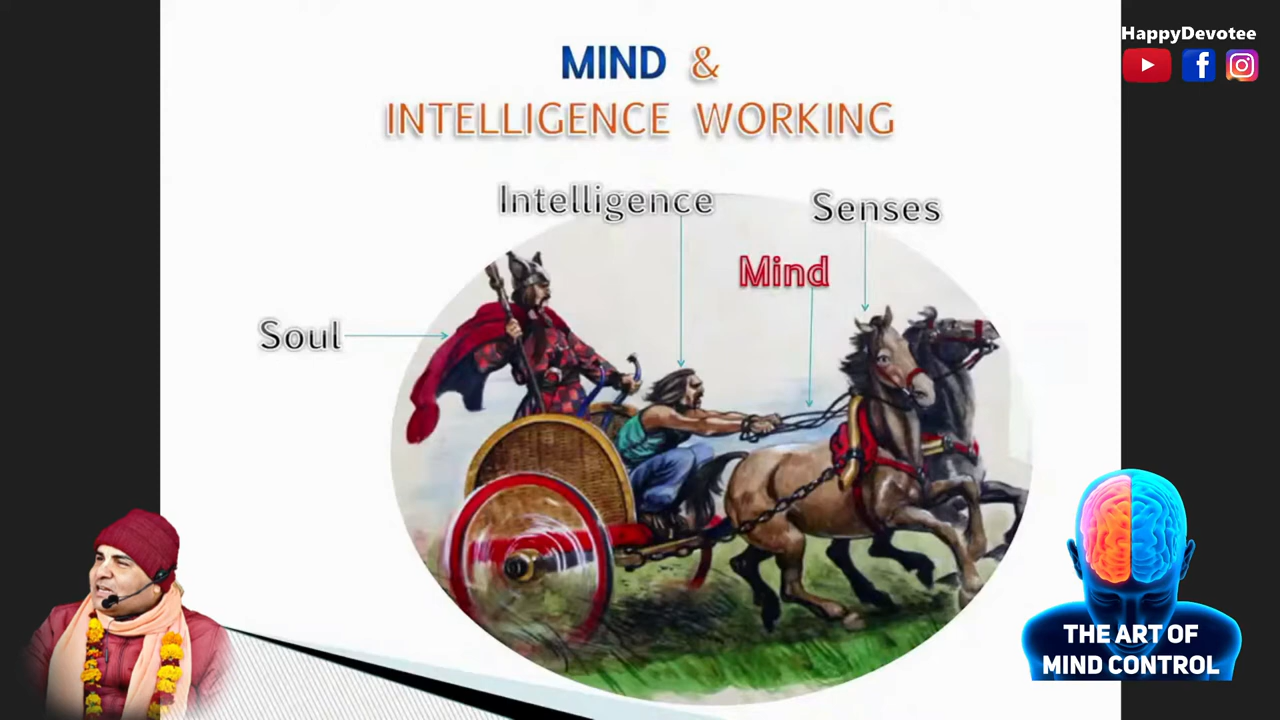 HappyDevotee
MIND &
INTELLIGENCE WORKING
Intelligence
Senses
Mind
Soul
THE ART OF
MIND CONTROL